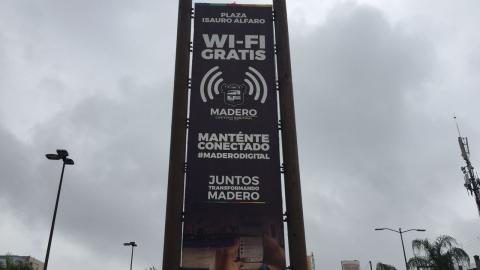 PLAZA
ISAURO ALFARO
WI-FI
GRATIS
MADERO
MANTÉNTE
CONECTADO
#MADERODIGITAL
JUNTOS
TRANSFORMANDO
MADERO